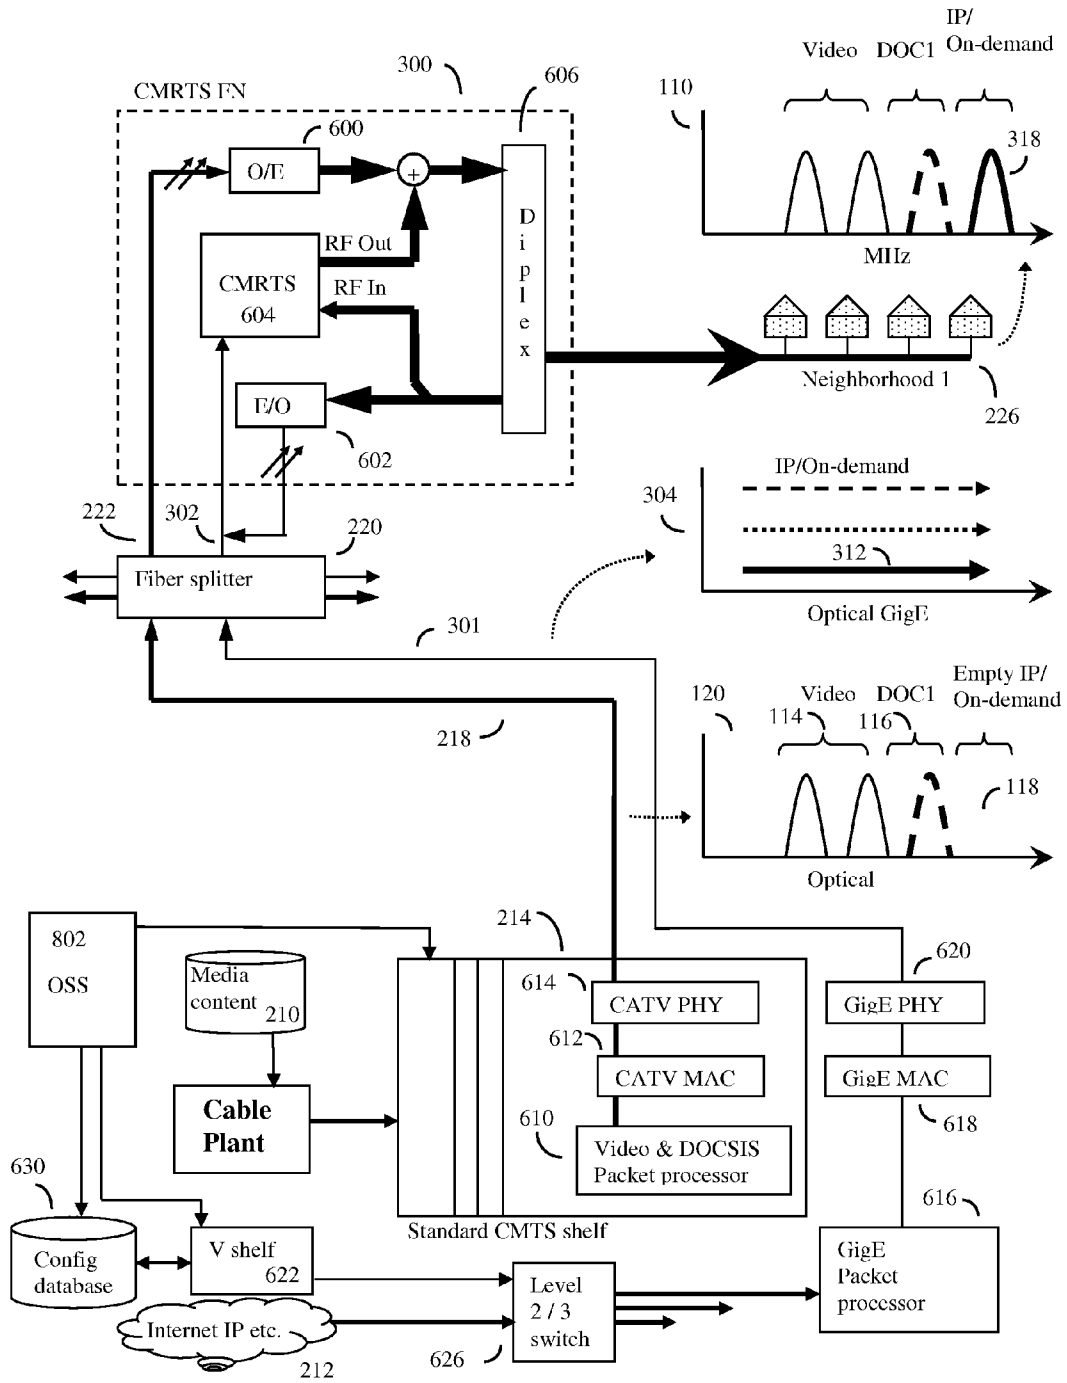 IP/
Video DOC1 On-demand
110
318
MHz
CMRTS FN
300
606
600
O/E
+
Diplex
RF Out
RF In
CMRTS
604
E/O
602
Neighborhood 1
226
222
302
220
Fiber splitter
304
IP/On-demand
312
Optical GigE
301
218
Empty IP/
Video DOC1 On-demand
120
114
116
118
Optical
802
OSS
Media
content
210
Cable
Plant
214
614
CATV PHY
612
CATV MAC
610
Video & DOCSIS
Packet processor
Standard CMTS shelf
620
GigE PHY
GigE MAC
618
616
GigE
Packet
processor
630
Config
database
V shelf
622
Internet IP etc.
212
Level
2 / 3
switch
626